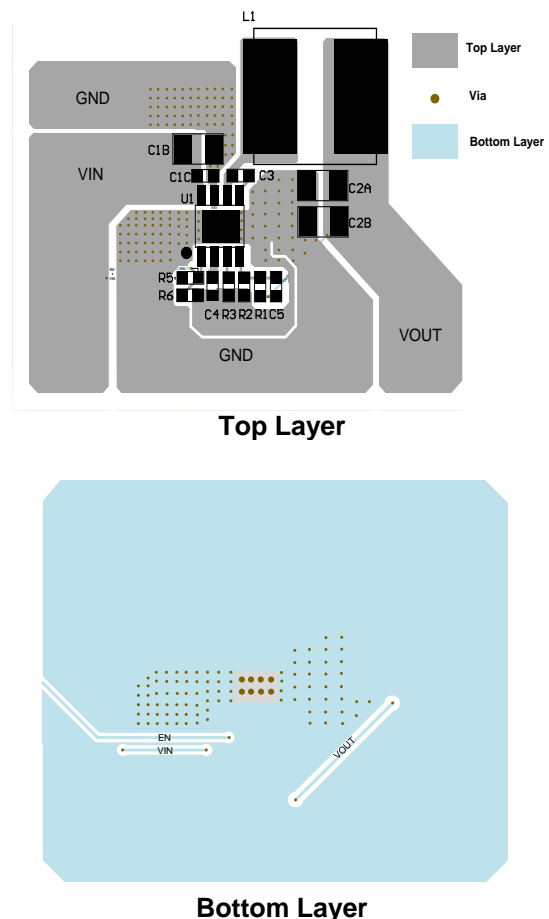 L1
Top Layer
GND
Via
C1B
Bottom Layer
VIN
C1C
C3
U1
C2A
C2B
R5
R6
C4
R3
R2
R1
C5
VOUT
GND
Top Layer
EN
VIN
VOUT
Bottom Layer